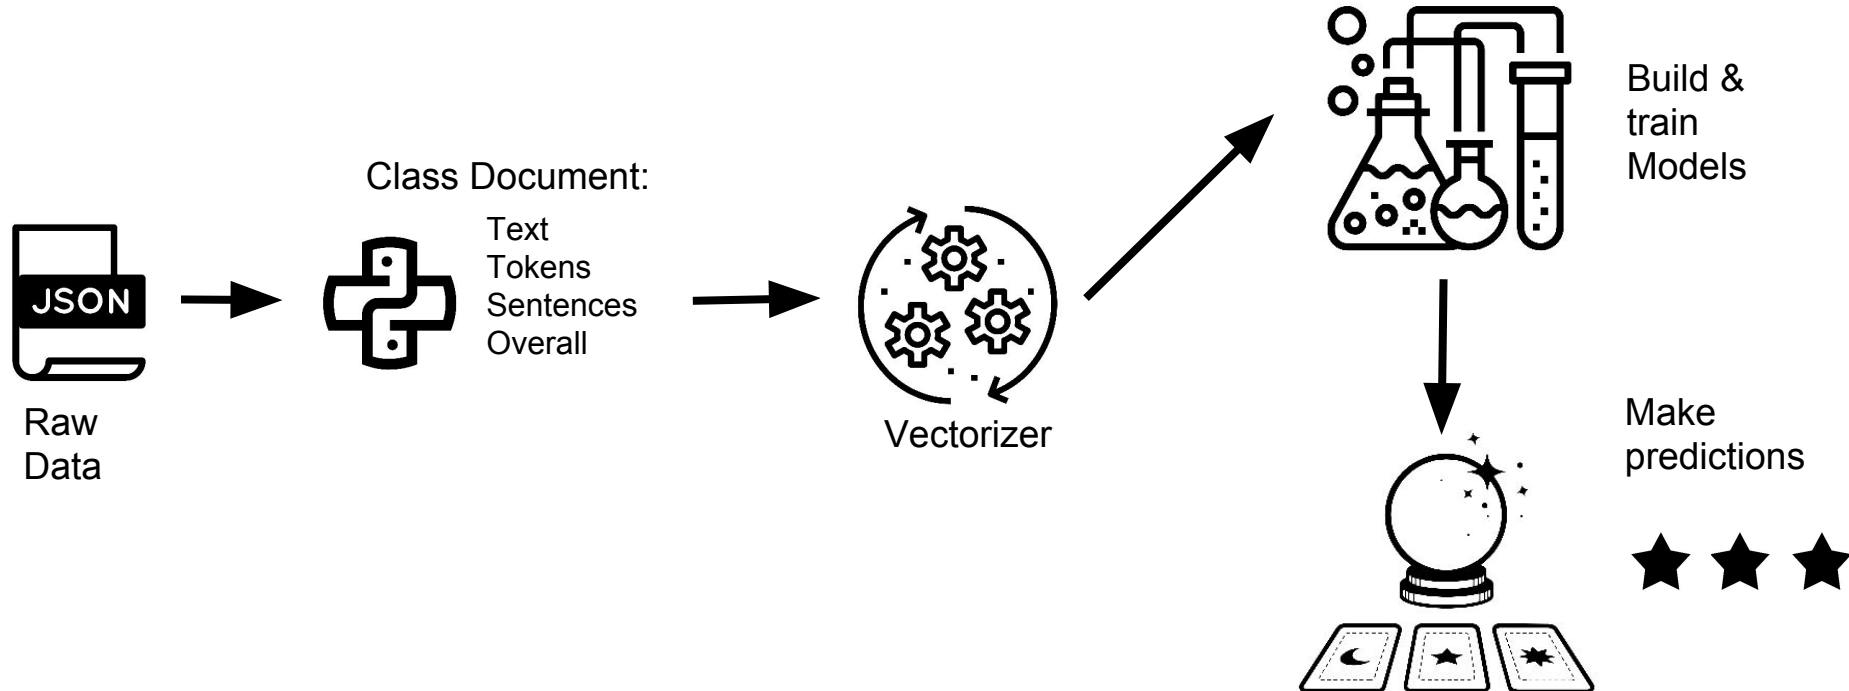 JSON
Raw
Data
Class Document:
Text
Tokens
Sentences
Overall
Vectorizer
Build &
train
Models
Make
predictions